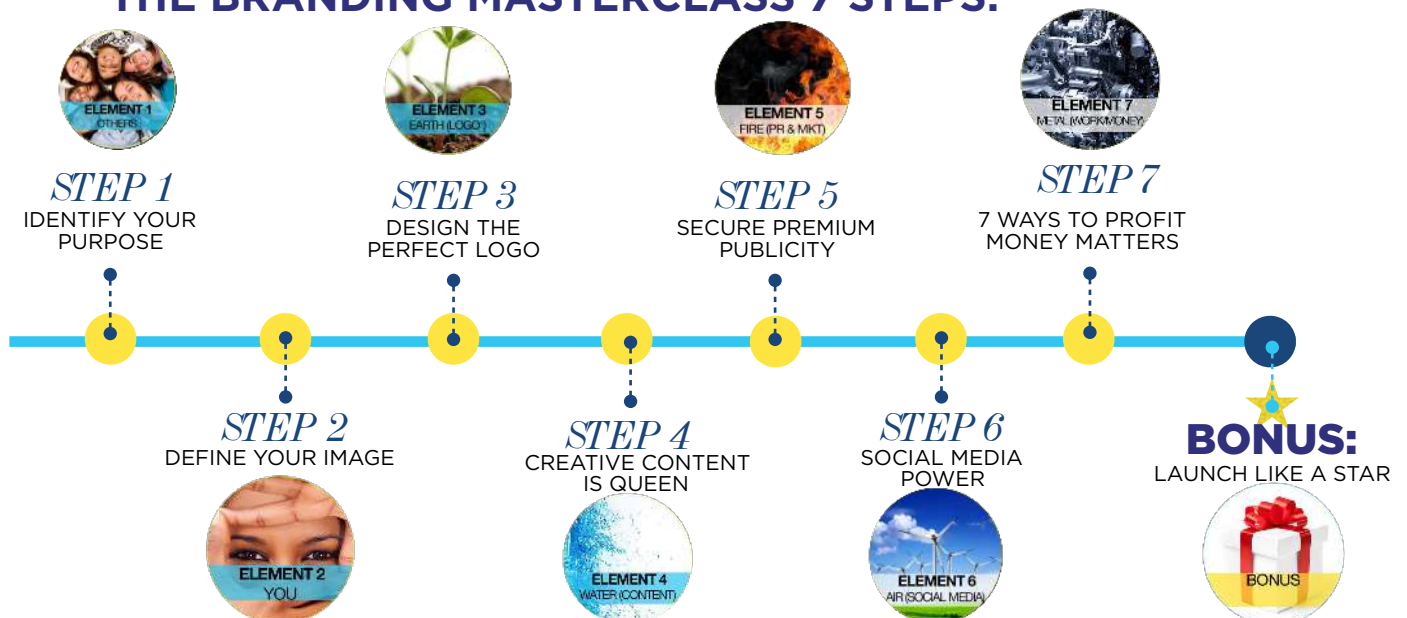 THE BRANDING MASTERCLASS 7 STEPS:
ELEMENT 1
OTHERS
STEP 1
IDENTIFY YOUR
PURPOSE
STEP 2
DEFINE YOUR IMAGE
ELEMENT 2
YOU
ELEMENT 3
EARTH (LOGO)
STEP 3
DESIGN THE
PERFECT LOGO
STEP 4
CREATIVE CONTENT
IS QUEEN
ELEMENT 4
WATER (CONTENT)
ELEMENT 5
FIRE (PR & MKT)
STEP 5
SECURE PREMIUM
PUBLICITY
STEP 6
SOCIAL MEDIA
POWER
ELEMENT 6
AIR (SOCIAL MEDIA)
ELEMENT 7
METAL (WORK/MONEY)
STEP 7
7 WAYS TO PROFIT
MONEY MATTERS
BONUS:
LAUNCH LIKE A STAR
BONUS